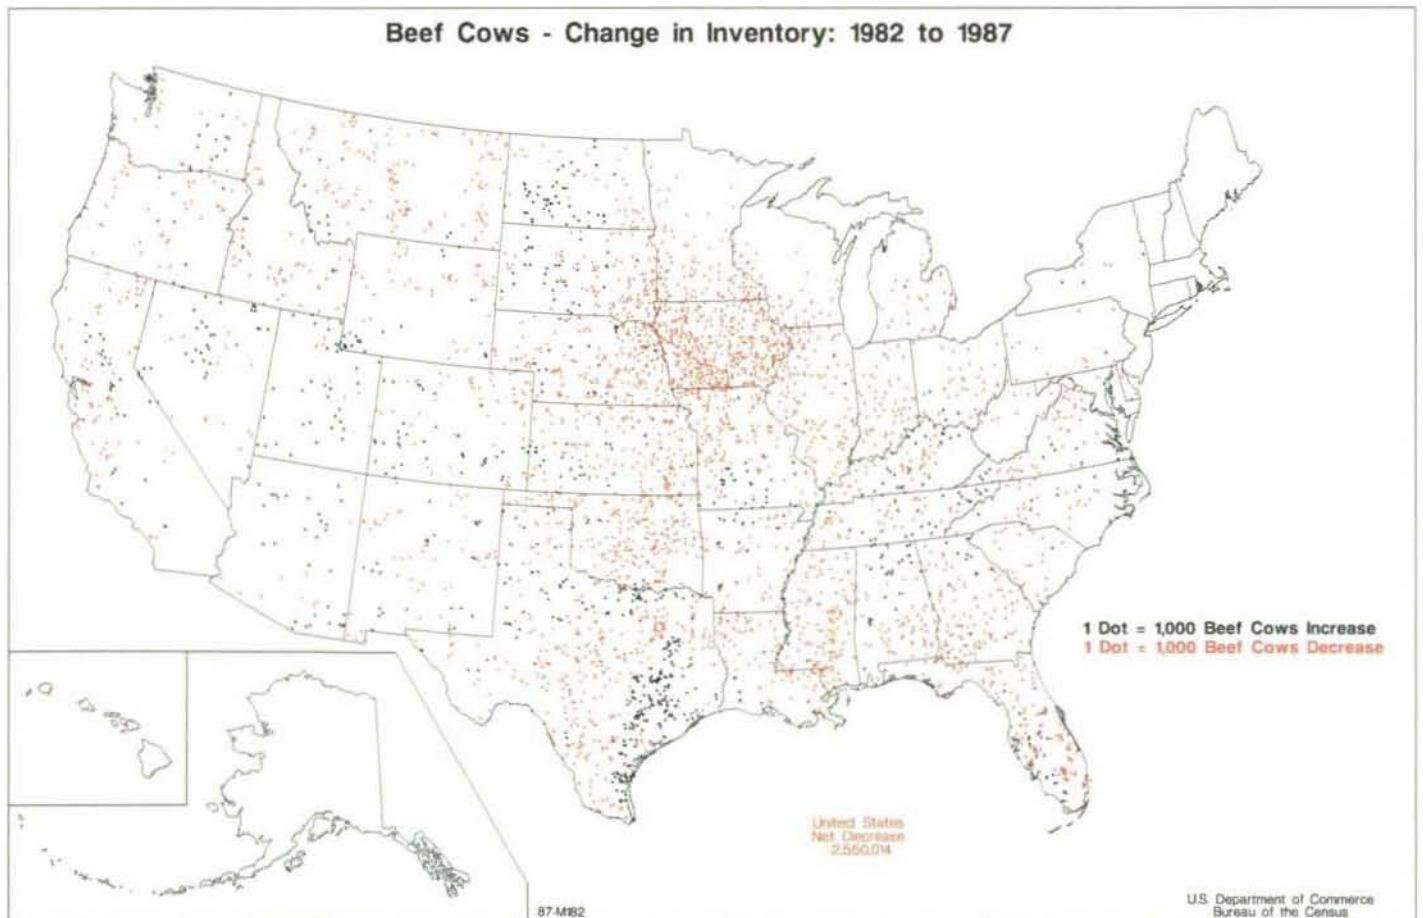 Beef Cows - Change in Inventory: 1982 to 1987
1 Dot = 1,000 Beef Cows Increase
1 Dot = 1,000 Beef Cows Decrease
United States
Net Decrease
-2,550,014
87-M182
U.S. Department of Commerce
Bureau of the Census